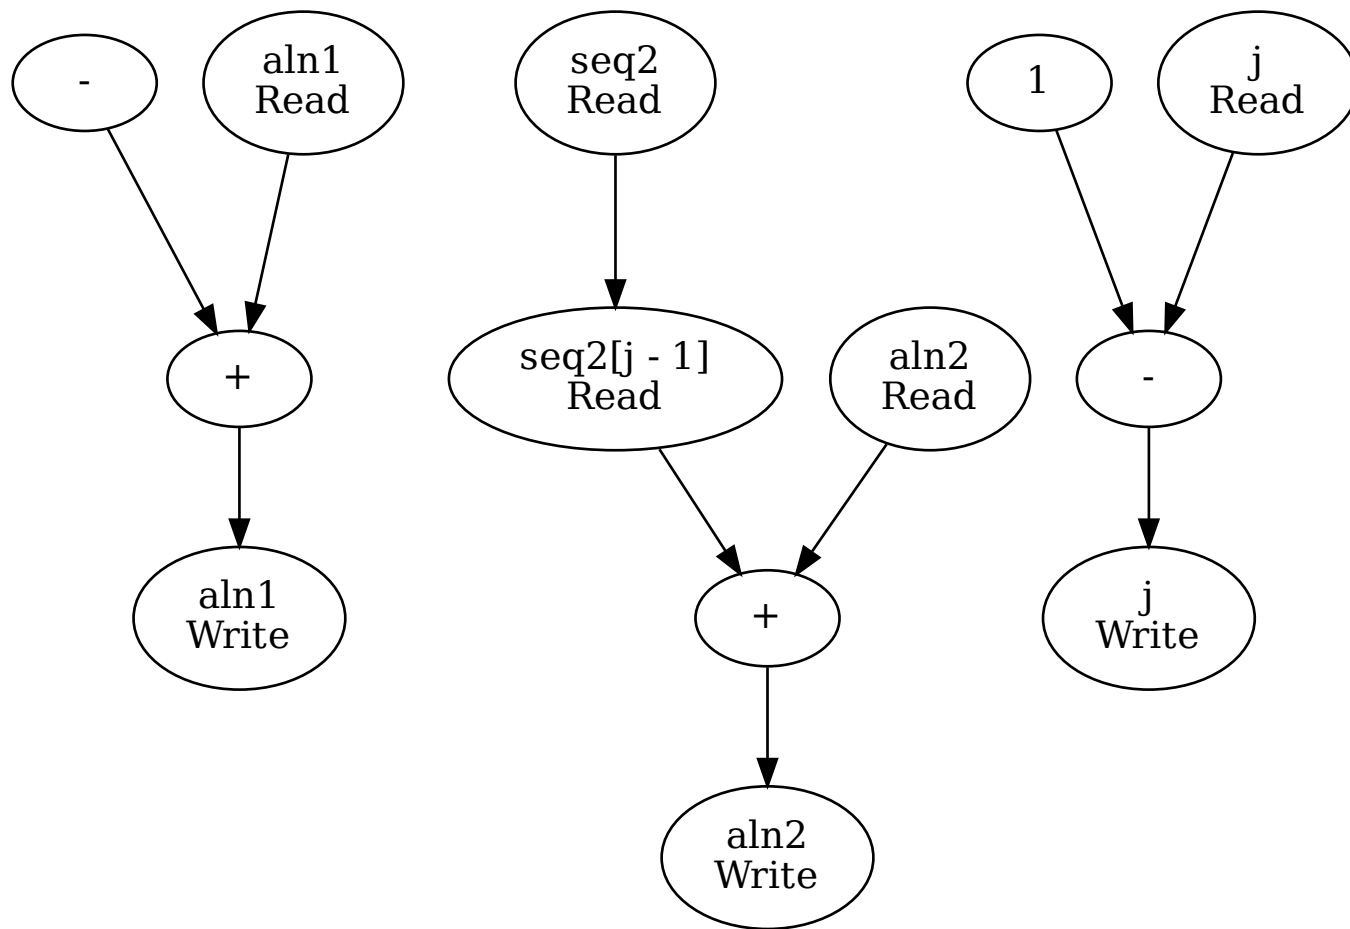 -
aln1
Read
seq2
Read
1
j
Read
+
seq2[j - 1]
Read
aln2
Read
-
aln1
Write
+
j
Write
aln2
Write